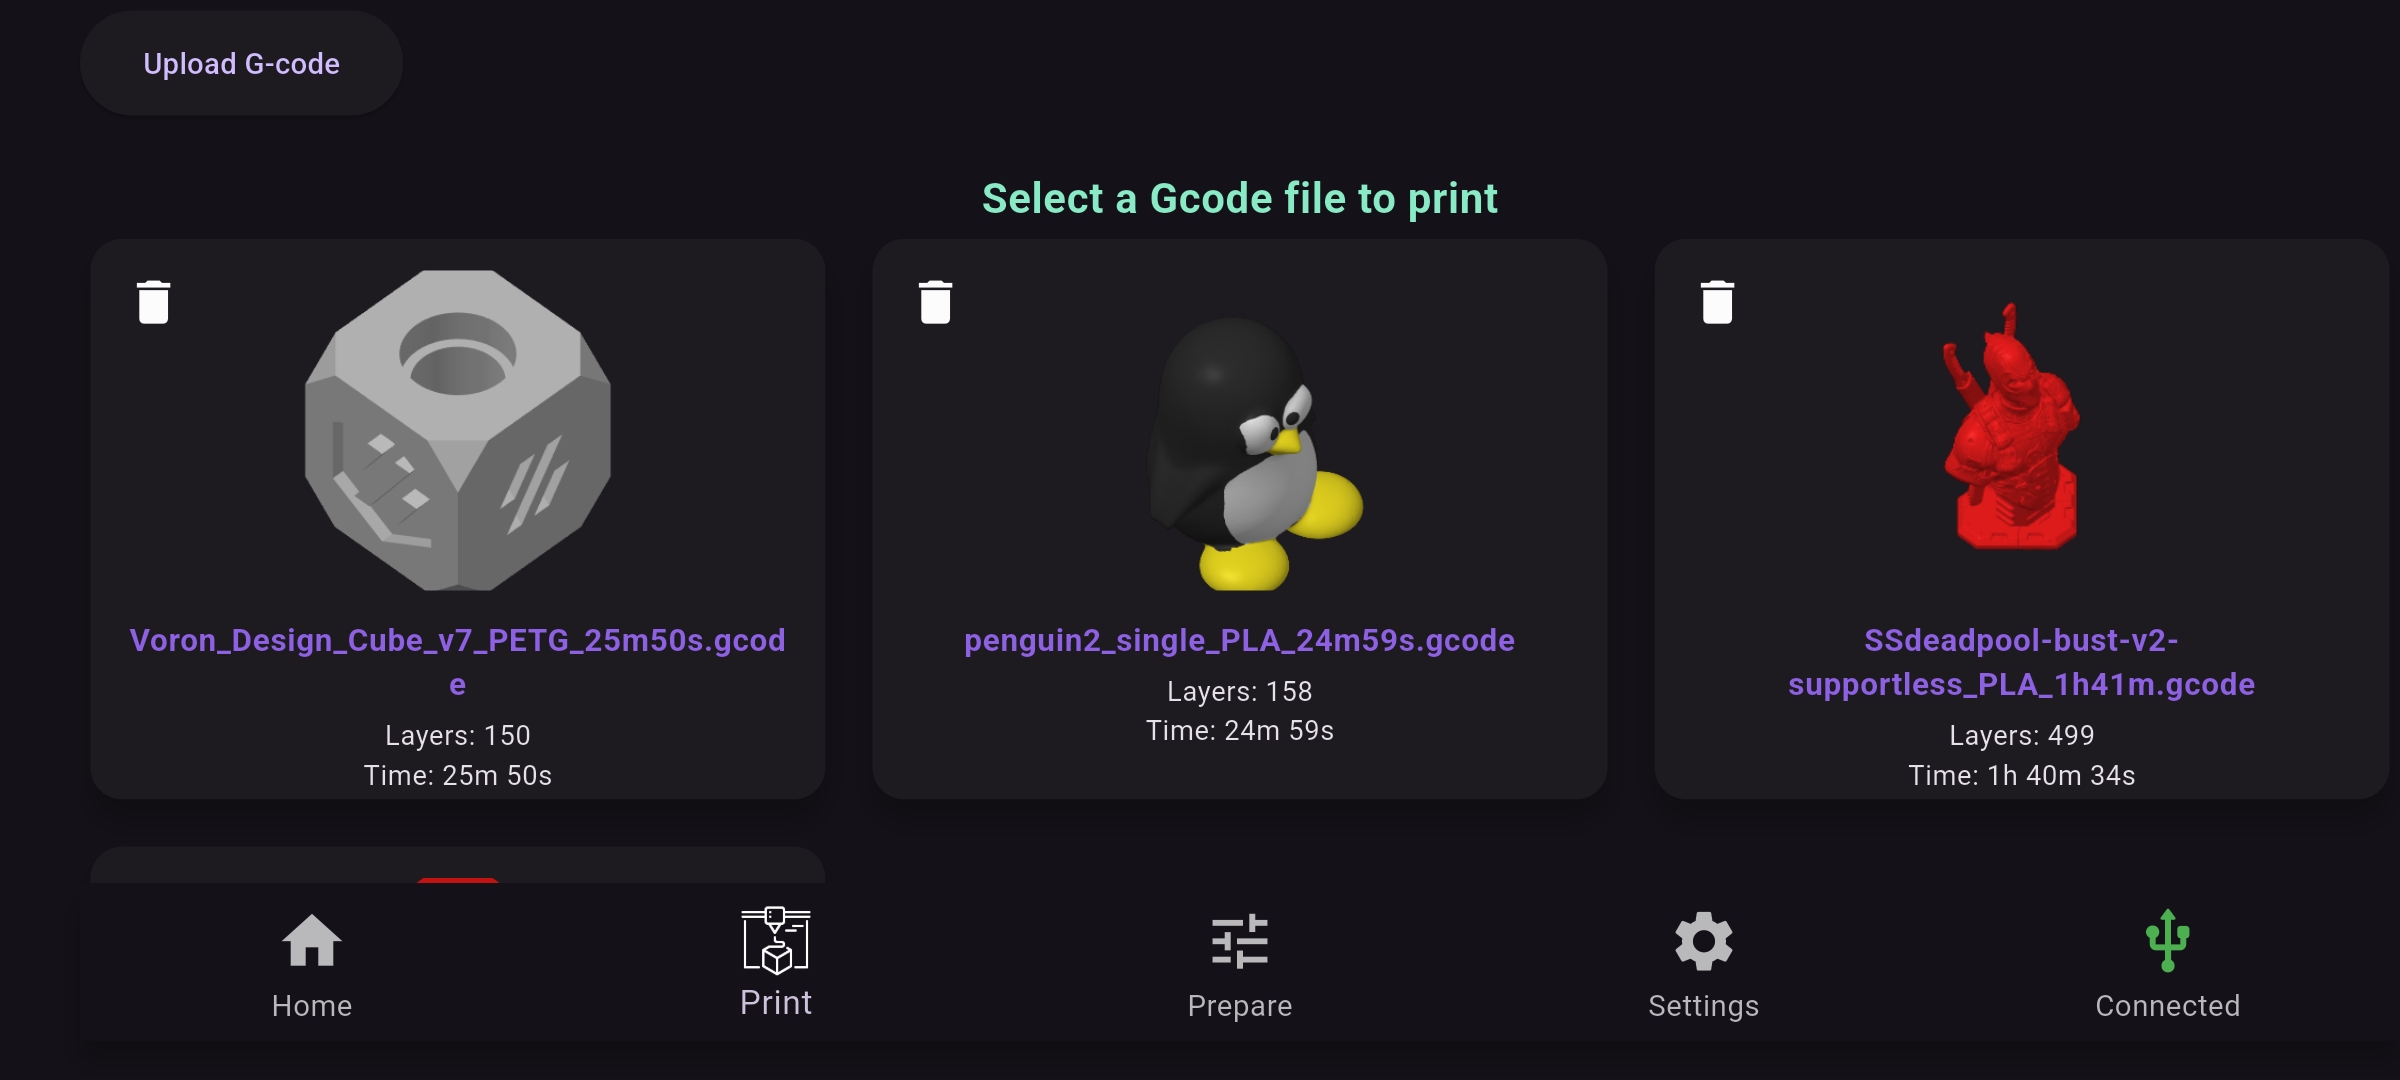 Upload G-code
Select a Gcode file to print
Voron_Design_Cube_v7_PETG_25m50s.gcod
e
Layers: 150
Time: 25m 50s
penguin2_single_PLA_24m59s.gcode
Layers: 158
Time: 24m 59s
SSdeadpool-bust-v2-
supportless_PLA_1h41m.gcode
Layers: 499
Time: 1h 40m 34s
Home
Print
Prepare
Settings
Connected